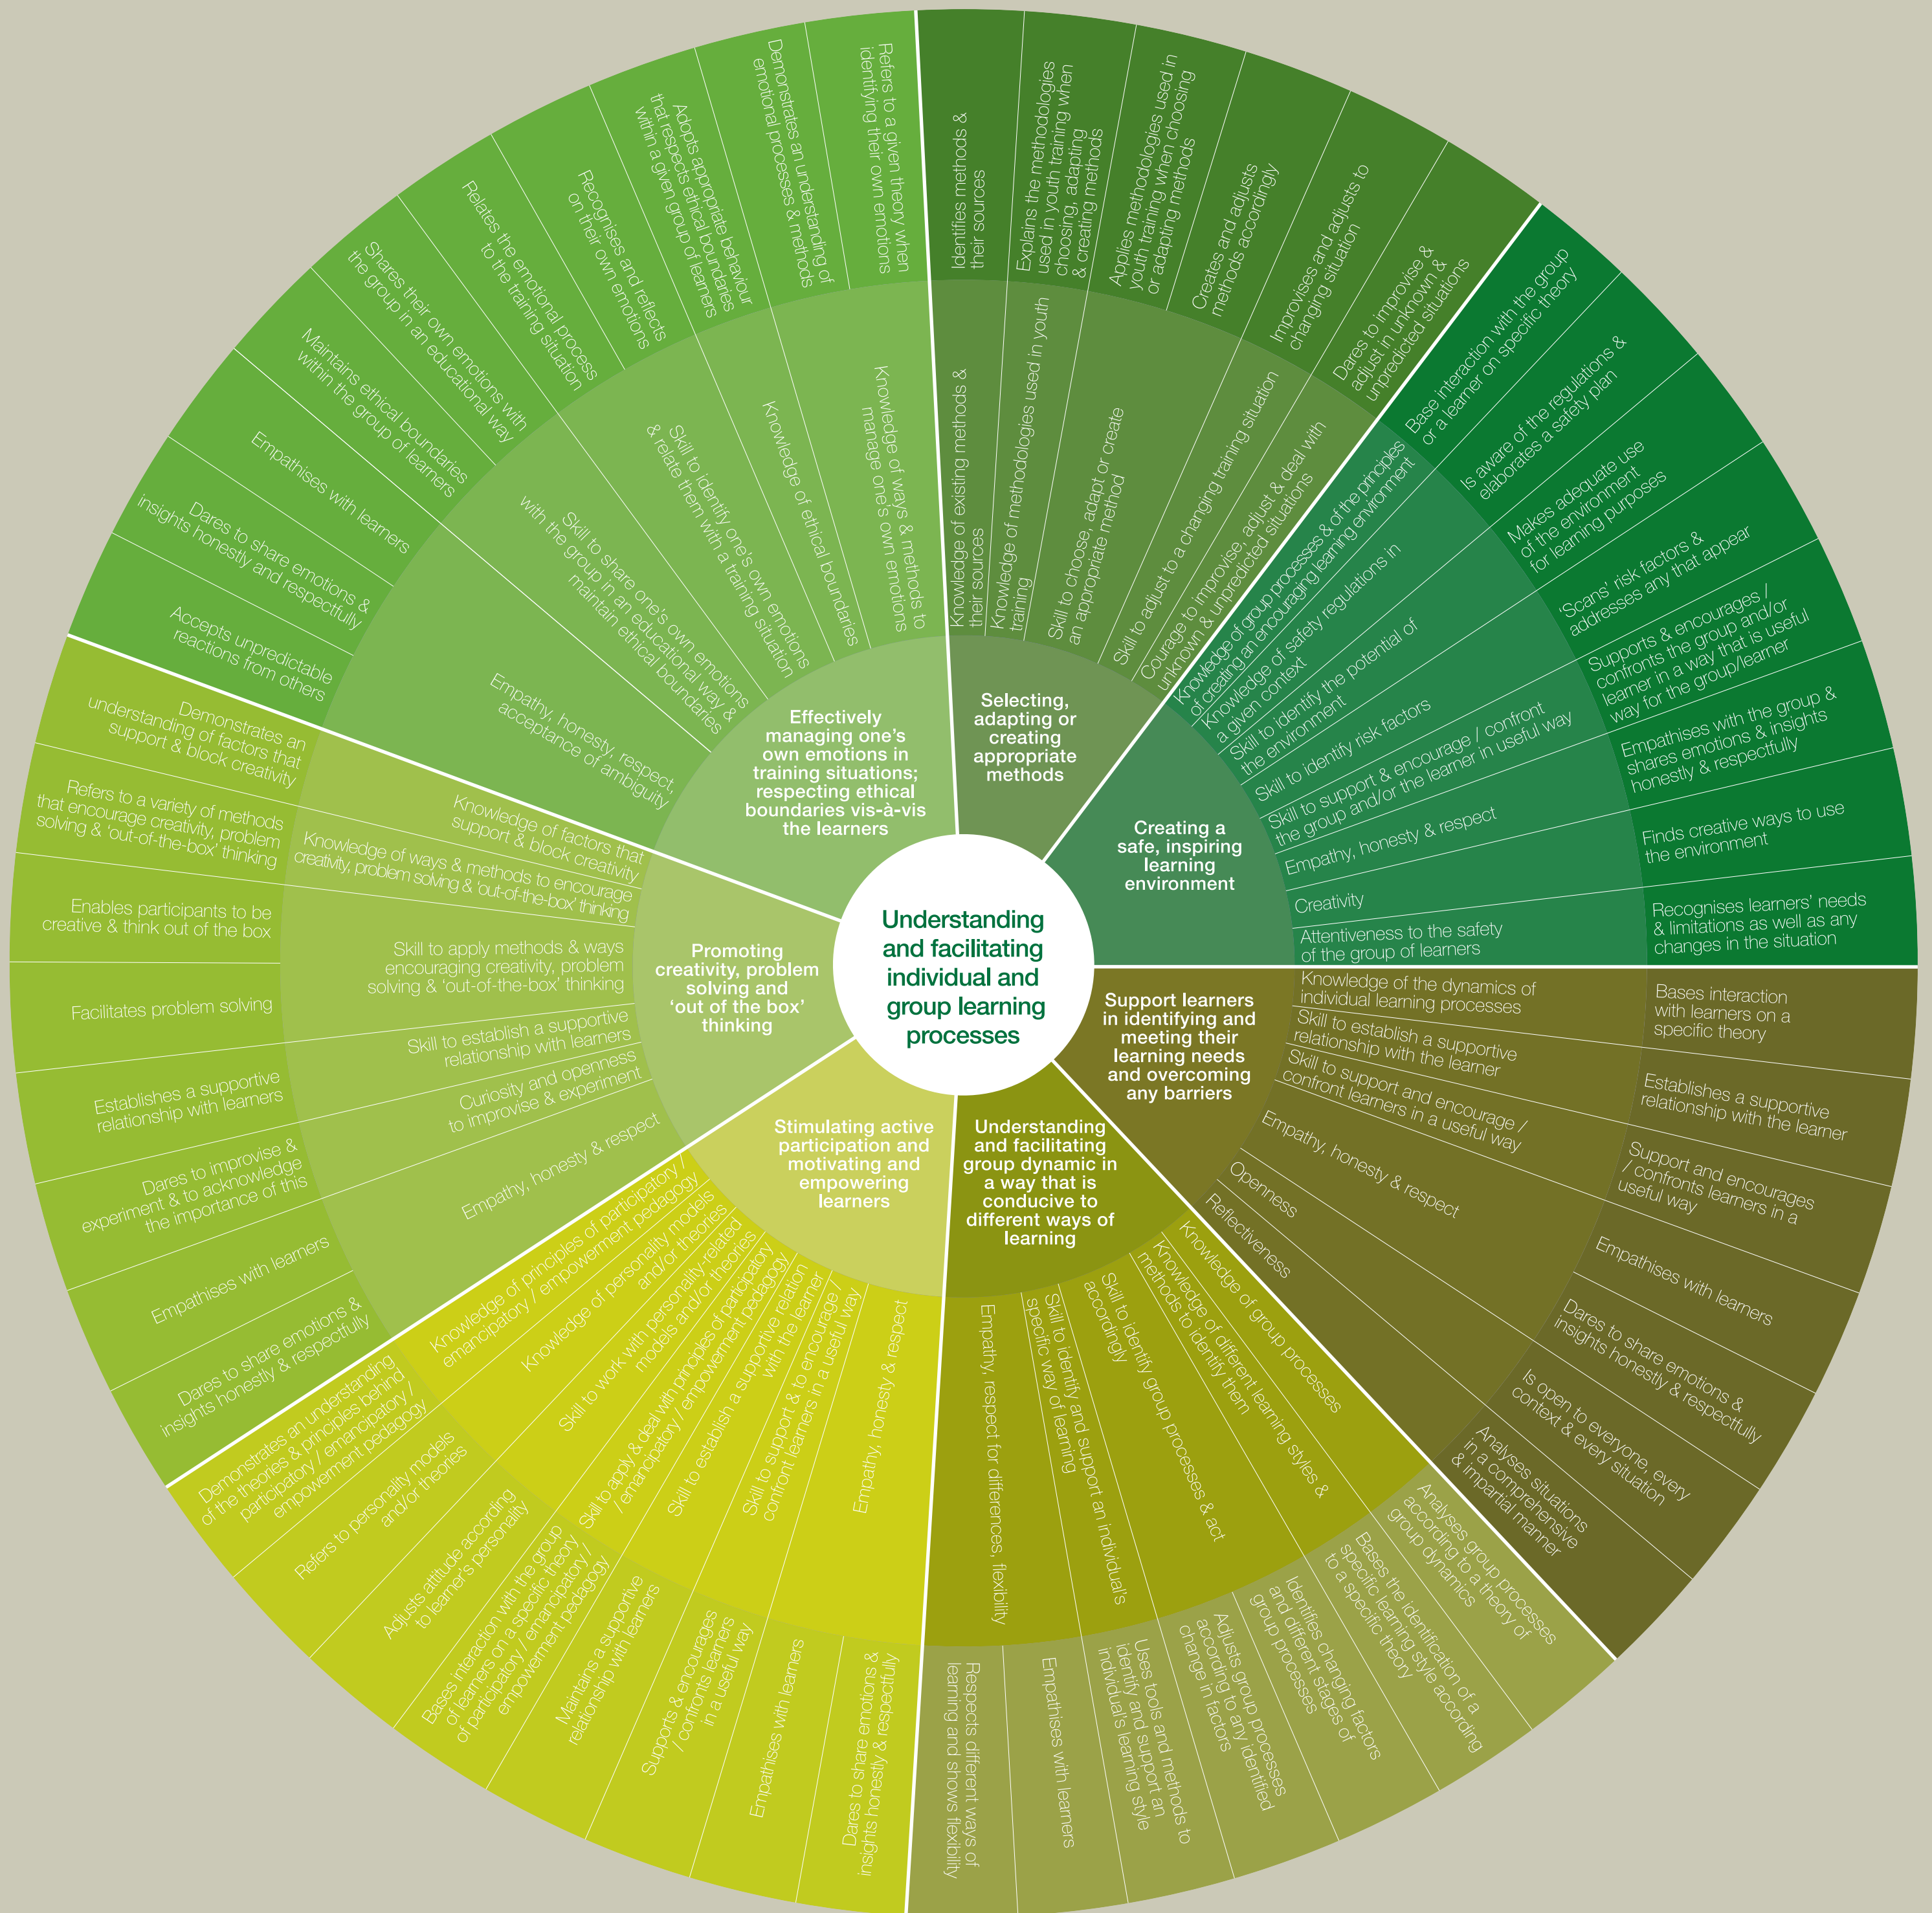 Understanding
and facilitating
individual and
group learning
processes
Selecting,
adapting or
creating
appropriate
methods
Knowledge of existing methods &
their sources
Knowledge of methodologies used in youth
training
Skill to choose, adapt or create
an appropriate method
Skill to adjust to a changing training situation
Courage to improvise, adjust & deal with
unknown & unpredicted situations
Identifies methods &
their sources
Explains the methodologies
used in youth training when
choosing, adapting
& creating methods
Applies methodologies used in
youth training when choosing
or adapting methods
Creates and adjusts
methods accordingly
Improvises and adjusts to
changing situation
Dares to improvise &
adjust in unknown &
unpredicted situations
Creating a
safe, inspiring
learning
environment
Knowledge of group processes & of the principles
of creating an encouraging learning environment
Knowledge of safety regulations in
a given context
Skill to identify the potential of
the environment
Skill to identify risk factors
Skill to support & encourage / confront
the group and/or the learner in useful way
Empathy, honesty & respect
Creativity
Attentiveness to the safety
of the group of learners
Base interaction with the group
or a learner on specific theory
Is aware of the regulations &
elaborates a safety plan
Makes adequate use
of the environment
for learning purposes
‘Scans’ risk factors &
addresses any that appear
Supports & encourages /
confronts the group and/or
learner in a way that is useful
way for the group/learner
Empathises with the group &
shares emotions & insights
honestly & respectfully
Finds creative ways to use
the environment
Recognises learners’ needs
& limitations as well as any
changes in the situation
Support learners
in identifying and
meeting their
learning needs
and overcoming
any barriers
Knowledge of the dynamics of
individual learning processes
Skill to establish a supportive
relationship with the learner
Skill to support and encourage /
confront learners in a useful way
Empathy, honesty & respect
Openness
Reflectiveness
Bases interaction
with learners on a
specific theory
Establishes a supportive
relationship with the learner
Support and encourages
/ confronts learners in a
useful way
Empathises with learners
Dares to share emotions &
insights honestly & respectfully
Is open to everyone, every
context & every situation
Analyses situations
in a comprehensive
& impartial manner
Understanding
and facilitating
group dynamic in
a way that is
conducive to
different ways of
learning
Knowledge of group processes
Knowledge of different learning styles &
methods to identify them
Skill to identify group processes & act
accordingly
Skill to identify and support an individual’s
specific way of learning
Empathy, respect for differences, flexibility
Analyses group processes
according to a theory of
group dynamics
Bases the identification of a
specific learning style according
to a specific theory
Identifies changing factors
and different stages of
group processes
Adjusts group processes
according to any identified
change in factors
Uses tools and methods to
identify and support an
individual’s learning style
Empathises with learners
Respects different ways of
learning and shows flexibility
Stimulating active
participation and
motivating and
empowering
learners
Empathy, honesty & respect
Skill to support & to encourage /
confront learners in a useful way
Skill to establish a supportive relation
with the learner
Skill to apply & deal with principles of participatory
/ emancipatory / empowerment pedagogy
Skill to work with personality-related
models and/or theories
Knowledge of personality models
and/or theories
Knowledge of principles of participatory /
emancipatory / empowerment pedagogy
Dares to share emotions &
insights honestly & respectfully
Empathises with learners
Supports & encourages
/ confronts learners
in a useful way
Maintains a supportive
relationship with learners
Bases interaction with the group
of learners on a specific theory
of participatory / emancipatory /
empowerment pedagogy
Adjusts attitude according
to learner’s personality
Refers to personality models
and/or theories
Demonstrates an understanding
of the theories & principles behind
participatory / emancipatory /
empowerment pedagogy
Promoting
creativity, problem
solving and
‘out of the box’
thinking
Empathy, honesty & respect
Curiosity and openness
to improvise & experiment
Skill to establish a supportive
relationship with learners
Skill to apply methods & ways
encouraging creativity, problem
solving & ‘out-of-the-box’ thinking
Knowledge of ways & methods to encourage
creativity, problem solving & ‘out-of-the-box’ thinking
Knowledge of factors that
support & block creativity
Dares to share emotions &
insights honestly & respectfully
Empathises with learners
Dares to improvise &
experiment & to acknowledge
the importance of this
Establishes a supportive
relationship with learners
Facilitates problem solving
Enables participants to be
creative & think out of the box
Refers to a variety of methods
that encourage creativity, problem
solving & ‘out-of-the-box’ thinking
Demonstrates an
understanding of factors that
support & block creativity
Effectively
managing one’s
own emotions in
training situations;
respecting ethical
boundaries vis-à-vis
the learners
Empathy, honesty, respect,
acceptance of ambiguity
Skill to share one’s own emotions
with the group in an educational way &
maintain ethical boundaries
Skill to identify one’s own emotions
& relate them with a training situation
Knowledge of ethical boundaries
Knowledge of ways & methods to
manage one’s own emotions
Accepts unpredictable
reactions from others
Dares to share emotions &
insights honestly and respectfully
Empathises with learners
Maintains ethical boundaries
within the group of learners
Shares their own emotions with
the group in an educational way
Relates the emotional process
to the training situation
Recognises and reflects
on their own emotions
Adopts appropriate behaviour
that respects ethical boundaries
within a given group of learners
Demonstrates an understanding of
emotional processes & methods
Refers to a given theory when
identifying their own emotions